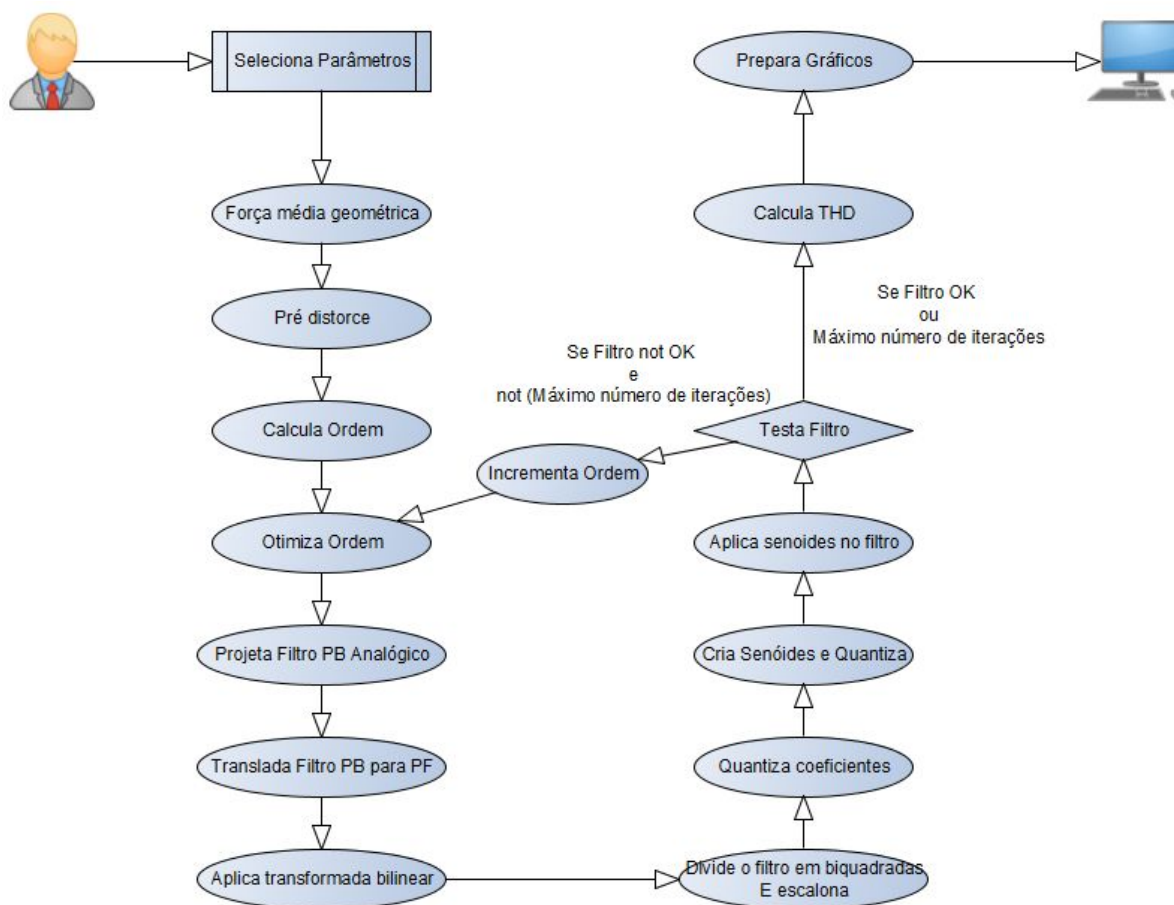 Seleciona Parâmetros
Força média geométrica
Pré distorce
Calcula Ordem
Otimiza Ordem
Projeta Filtro PB Analógico
Translada Filtro PB para PF
Aplica transformada bilinear
Divide o filtro em biquadradas
E escalona
Quantiza coeficientes
Cria Senóides e Quantiza
Aplica senoides no filtro
Testa Filtro
Se Filtro not OK
e
not (Máximo número de iterações)
Incrementa Ordem
Se Filtro OK
ou
Máximo número de iterações
Calcula THD
Prepara Gráficos